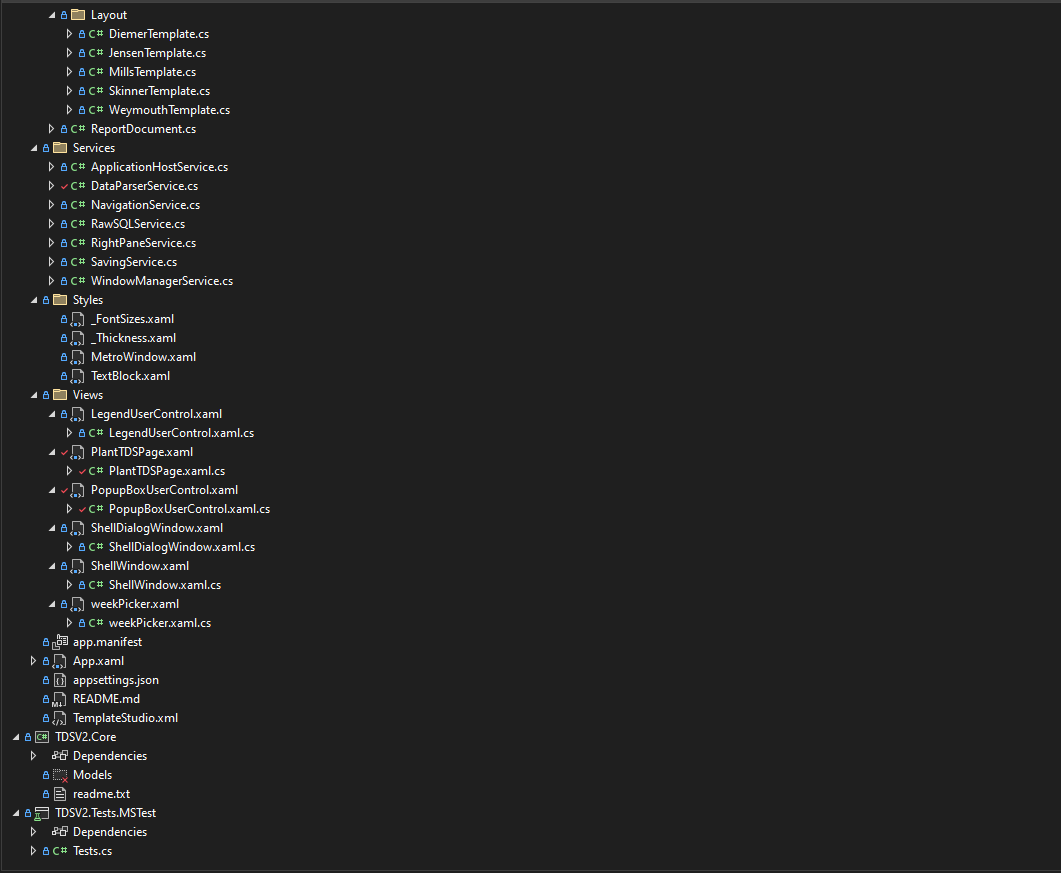 Layout
C# DiemerTemplate.cs
C# JensenTemplate.cs
C# MillsTemplate.cs
C# SkinnerTemplate.cs
C# WeymouthTemplate.cs
C# ReportDocument.cs
Services
C# ApplicationHostService.cs
C# DataParserService.cs
C# NavigationService.cs
C# RawSQLService.cs
C# RightPaneService.cs
C# SavingService.cs
C# WindowManagerService.cs
Styles
_FontSizes.xaml
_Thickness.xaml
MetroWindow.xaml
TextBlock.xaml
Views
LegendUserControl.xaml
C# LegendUserControl.xaml.cs
PlantTDSPage.xaml
C# PlantTDSPage.xaml.cs
PopupBoxUserControl.xaml
C# PopupBoxUserControl.xaml.cs
ShellDialogWindow.xaml
C# ShellDialogWindow.xaml.cs
ShellWindow.xaml
C# ShellWindow.xaml.cs
weekPicker.xaml
C# weekPicker.xaml.cs
app.manifest
App.xaml
appsettings.json
README.md
TemplateStudio.xml
C# TDSV2.Core
Dependencies
Models
readme.txt
TDSV2.Tests.MSTest
Dependencies
C# Tests.cs